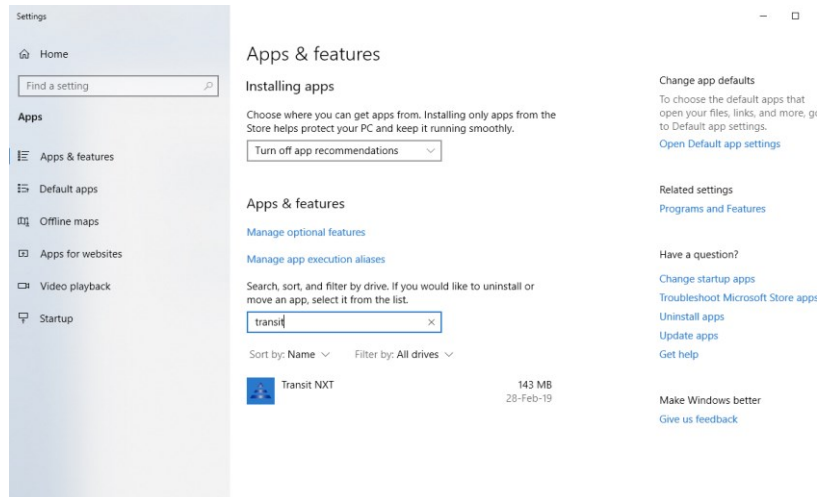 Settings
Home
Find a setting
Apps
Apps & features
Default apps
Offline maps
Apps for websites
Video playback
Startup
Apps & features
Installing apps
Choose where you can get apps from. Installing only apps from the
Store helps protect your PC and keep it running smoothly.
Turn off app recommendations
Apps & features
Manage optional features
Manage app execution aliases
Search, sort, and filter by drive. If you would like to uninstall or
move an app, select it from the list.
transit
Sort by: Name Filter by: All drives
Transit NXT 143 MB
28-Feb-19
Change app defaults
To choose the default apps that
open your files, links, and more, go
to Default app settings.
Open Default app settings
Related settings
Programs and Features
Have a question?
Change startup apps
Troubleshoot Microsoft Store apps
Uninstall apps
Update apps
Get help
Make Windows better
Give us feedback